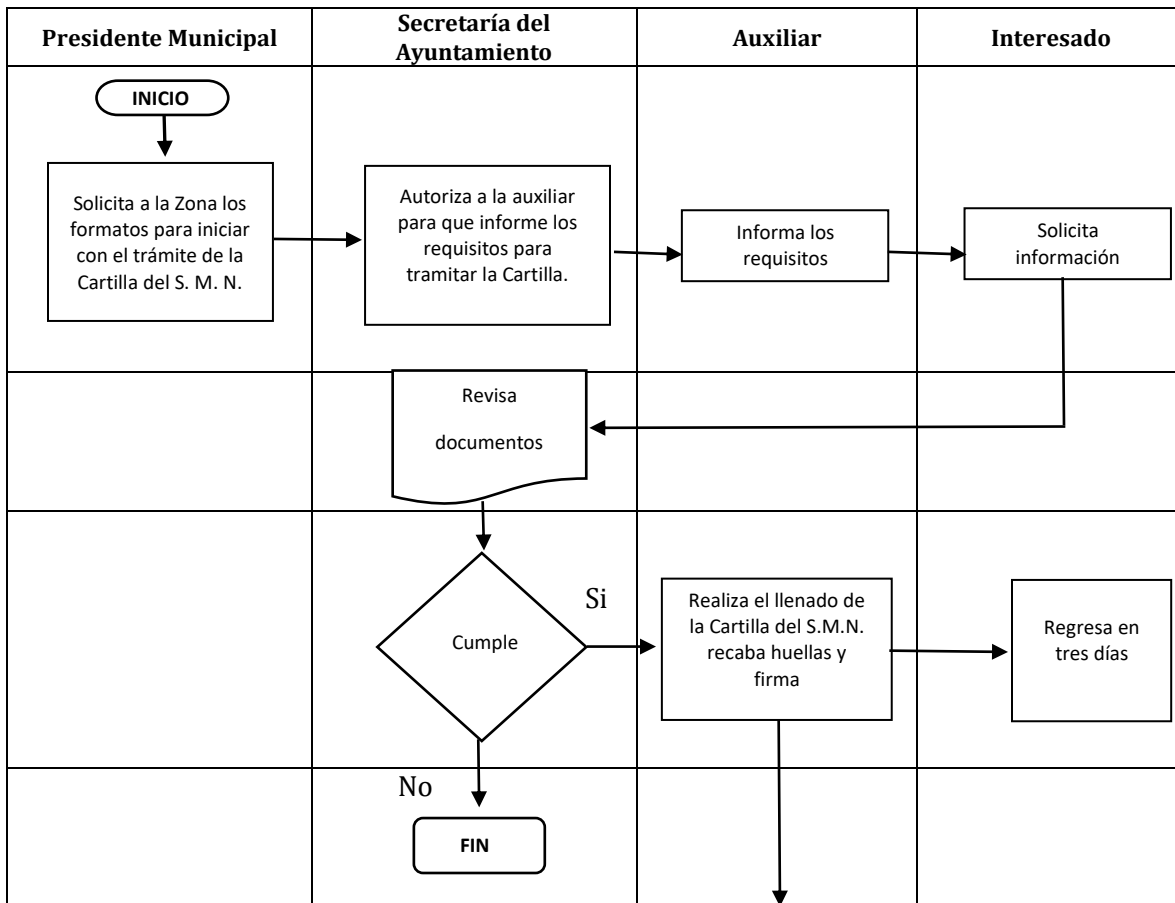 Presidente Municipal
Secretaría del
Ayuntamiento
Auxiliar
Interesado
INICIO
Solicita a la Zona los
formatos para iniciar
con el trámite de la
Cartilla del S. M. N.
Autoriza a la auxiliar
para que informe los
requisitos para
tramitar la Cartilla.
Informa los
requisitos
Solicita
información
Revisa
documentos
Cumple
Si
Realiza el llenado de
la Cartilla del S.M.N.
recaba huellas y
firma
Regresa en
tres días
No
FIN